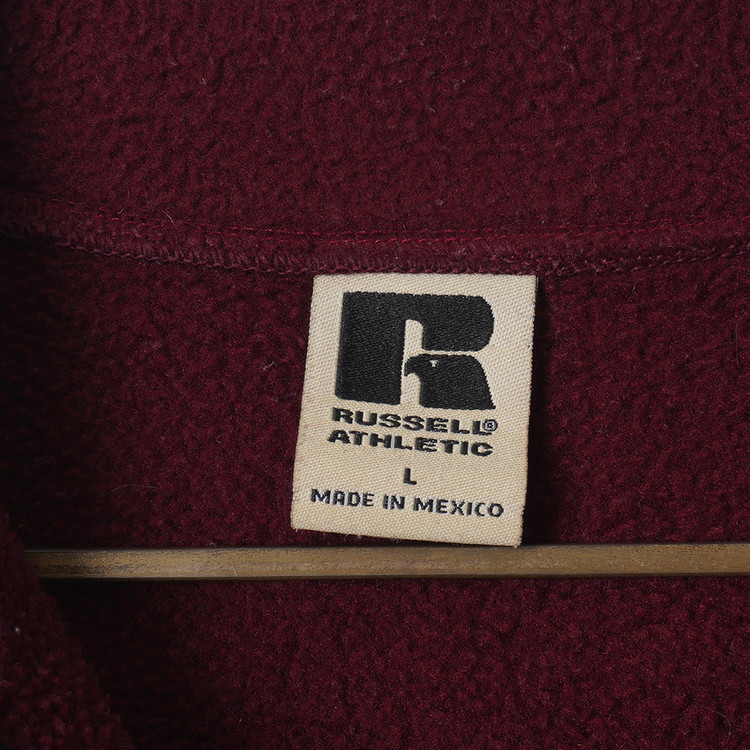 R
RUSSELL®
ATHLETIC
L
MADE IN MEXICO